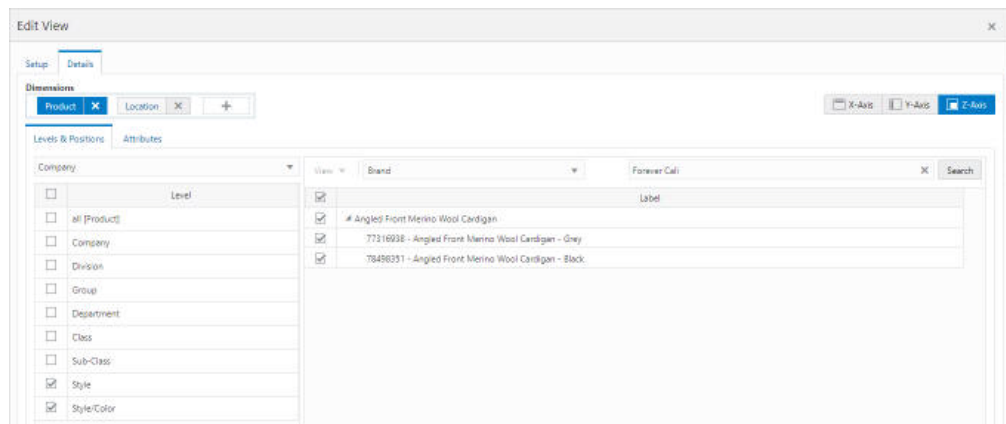 Edit View
Setup Details
Dimensions
Product Location + X-Axis Y-Axis Z-Axis
Levels & Positions Attributes
Company View Brand Forever Cali Search
Level Label
all [Product] Angled Front Merino Wool Cardigan
Company 77316938 - Angled Front Merino Wool Cardigan - Grey
Division 78498351 - Angled Front Merino Wool Cardigan - Black
Group
Department
Class
Sub-Class
Style
Style/Color